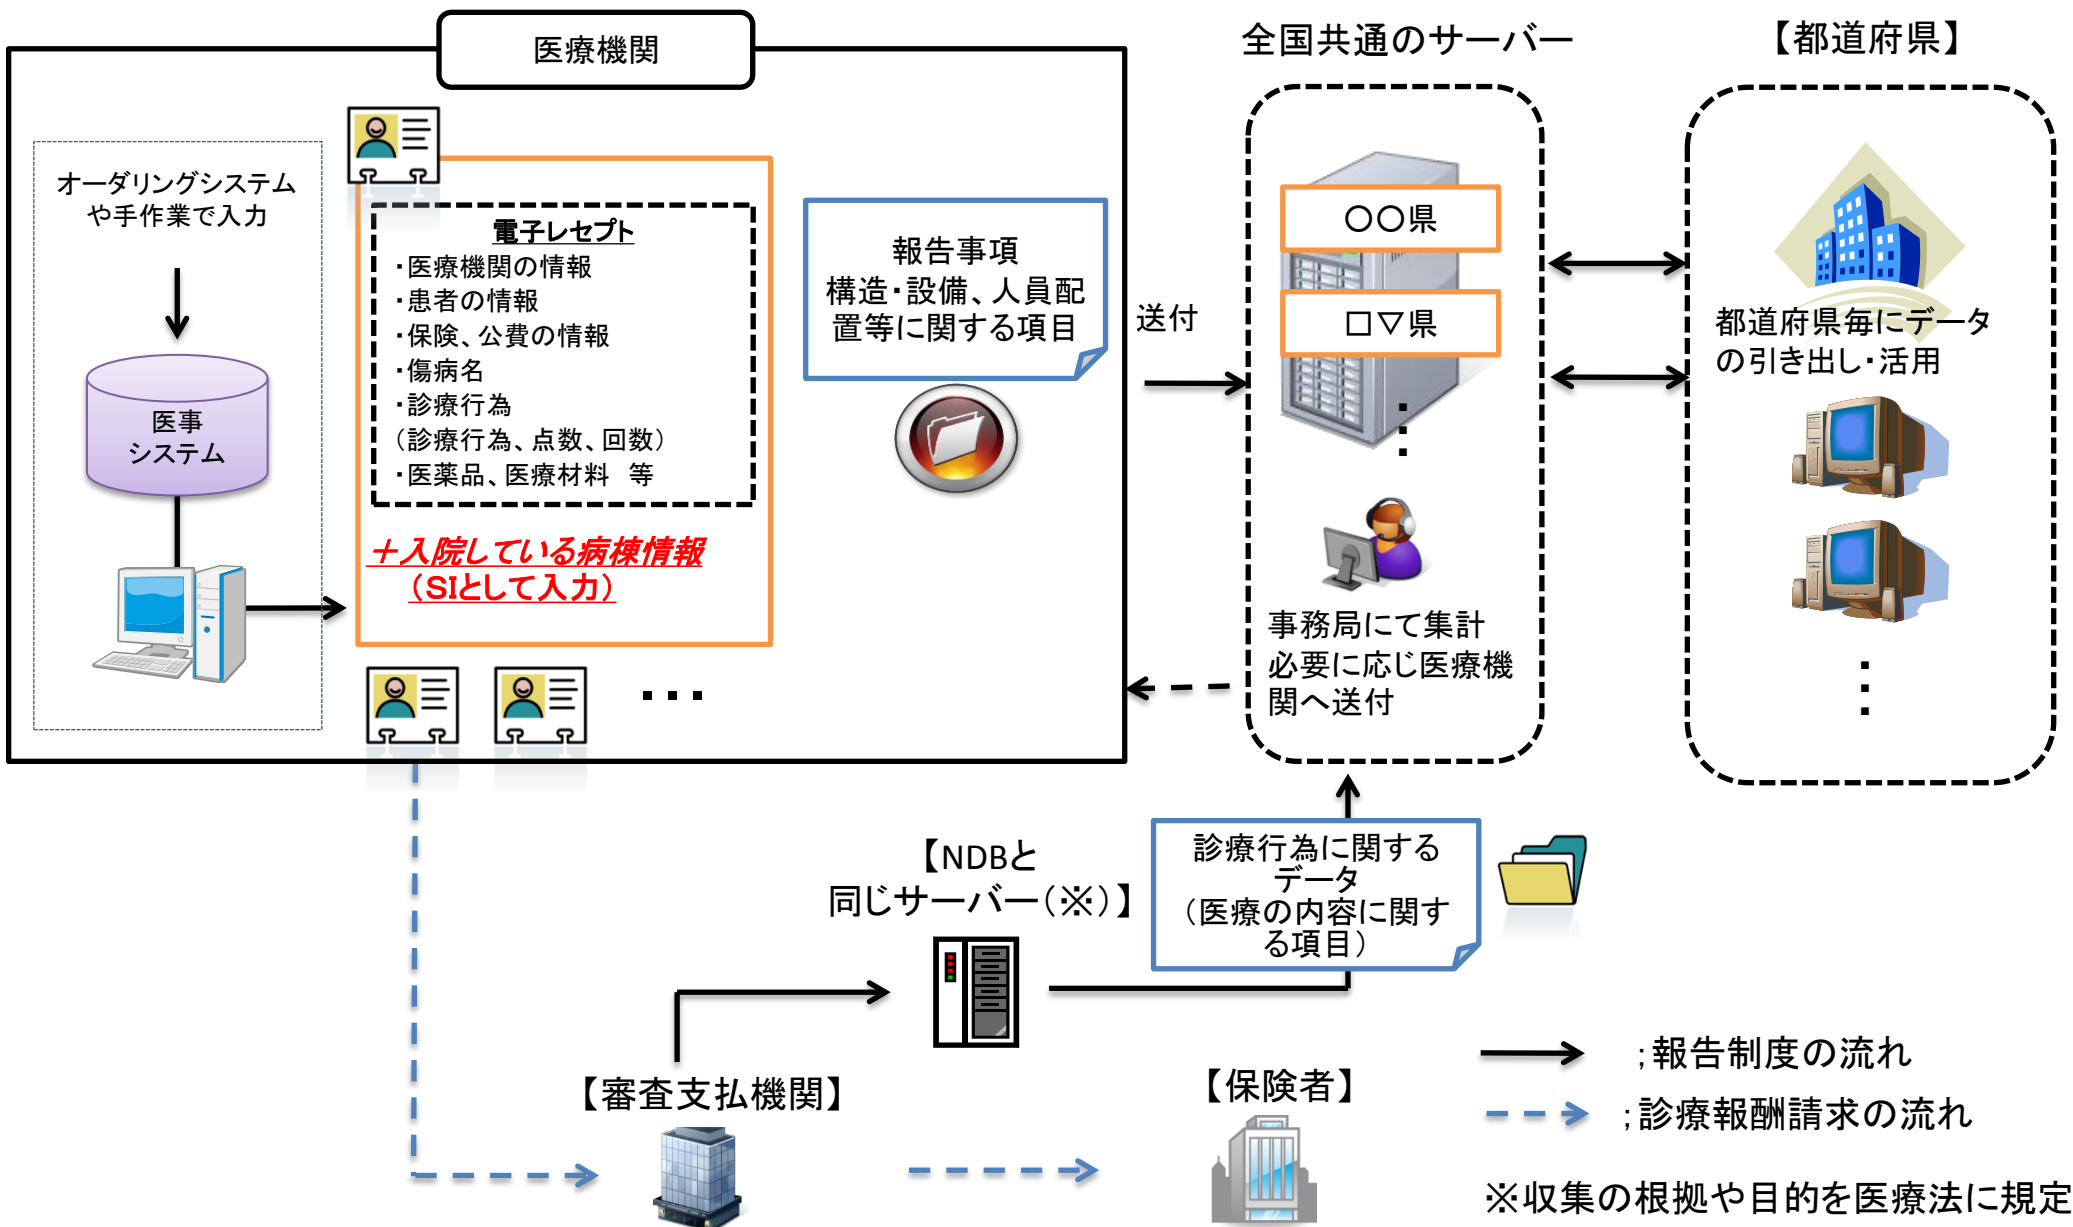 医療機関
オーダリングシステム
や手作業で入力
医事
システム
電子レセプト
・医療機関の情報
・患者の情報
・保険、公費の情報
・傷病名
・診療行為
（診療行為、点数、回数）
・医薬品、医療材料　等
＋入院している病棟情報
（SIとして入力）
・・・
報告事項
構造・設備、人員配
置等に関する項目
送付
全国共通のサーバー
〇〇県
□▽県
・・・
事務局にて集計
必要に応じ医療機
関へ送付
【都道府県】
都道府県毎にデータ
の引き出し・活用
・・・
【NDBと
同じサーバー（※）】
診療行為に関する
データ
（医療の内容に関す
る項目）
【審査支払機関】
【保険者】
;報告制度の流れ
;診療報酬請求の流れ
※収集の根拠や目的を医療法に規定